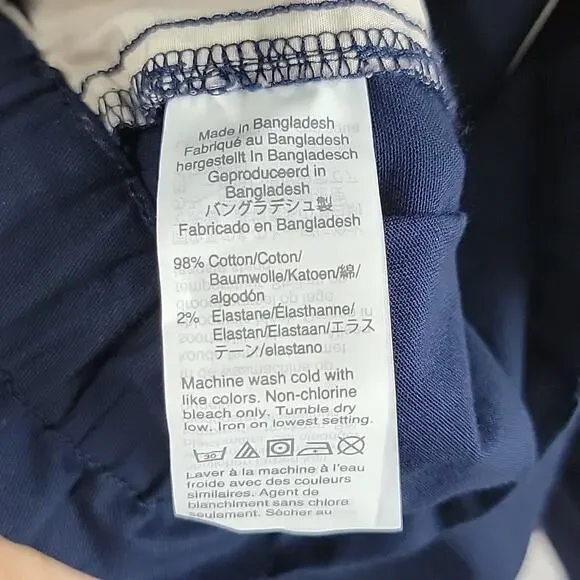 Made in Bangladesh
Fabriqué au Bangladesh
hergestellt In Bangladesch
Geproduceerd in
Bangladesh
バングラデシュ製
Fabricado en Bangladesh
98% Cotton/Coton/
Baumwolle/Katoen/綿/
algodón
2% Elastane/Élasthanne/
Elastan/Elastaan/エラス
テーン/elastano
Machine wash cold with
like colors. Non-chlorine
bleach only. Tumble dry
low. Iron on lowest setting.
30
Laver à la machine à l'eau
froide avec des couleurs
similaires. Agent de
blanchiment sans chlore
seulement. Sécher au